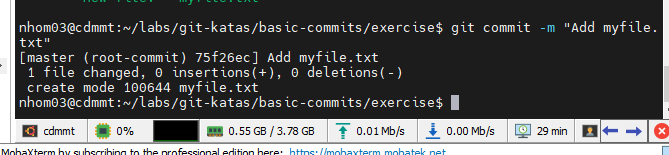 nhom03@cdmmt:~/labs/git-katas/basic-commits/exercise$ git commit -m "Add myfile.
txt"
[master (root-commit) 75f26ec] Add myfile.txt
 1 file changed, 0 insertions(+), 0 deletions(-)
 create mode 100644 myfile.txt
nhom03@cdmmt:~/labs/git-katas/basic-commits/exercise$
cdmmt 0% 0.55 GB / 3.78 GB 0.01 Mb/s 0.00 Mb/s 29 min
MobaXterm by subscribing to the professional edition here: https://mobaxterm.mobatek.net